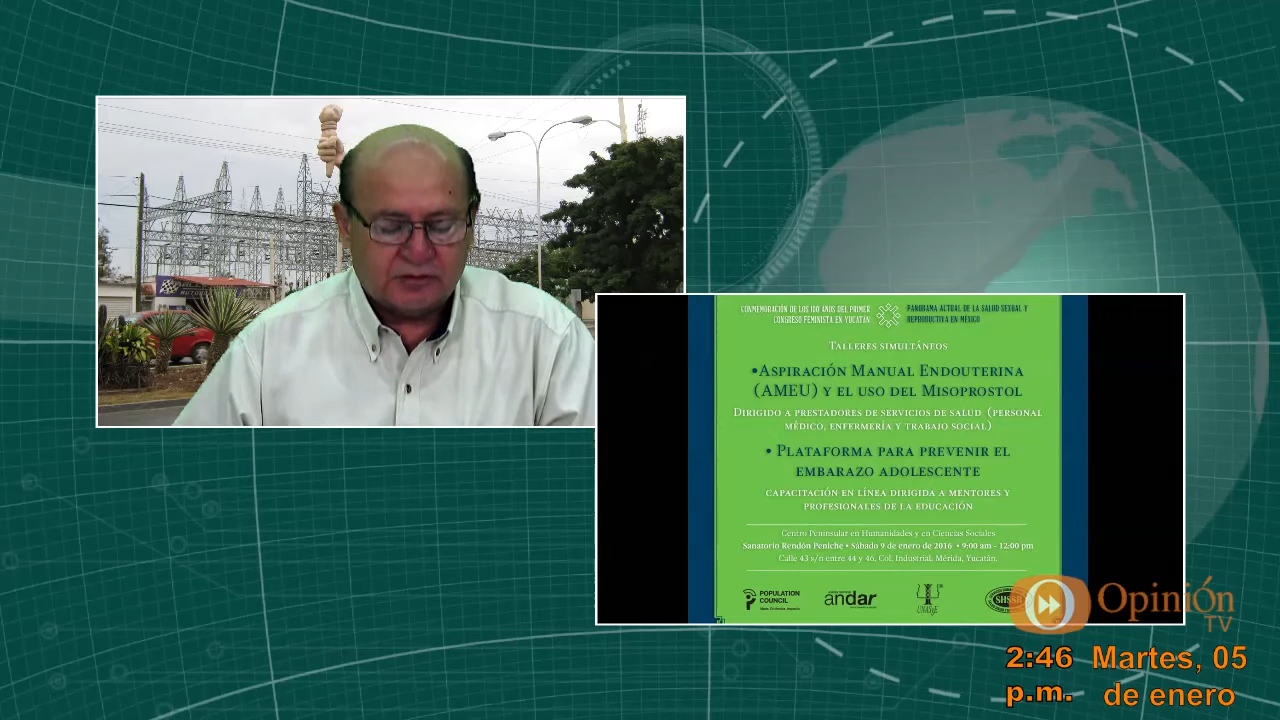 CONMEMORACIÓN DE LOS 100 AÑOS DEL PRIMER
CONGRESO FEMINISTA EN YUCATÁN
PANORAMA ACTUAL DE LA SALUD SEXUAL Y
REPRODUCTIVA EN MÉXICO
TALLERES SIMULTÁNEOS
•ASPIRACIÓN MANUAL ENDOUTERINA
(AMEU) Y EL USO DEL MISOPROSTOL
DIRIGIDO A PRESTADORES DE SERVICIOS DE SALUD (PERSONAL
MÉDICO, ENFERMERÍA Y TRABAJO SOCIAL)
• PLATAFORMA PARA PREVENIR EL
EMBARAZO ADOLESCENTE
CAPACITACIÓN EN LÍNEA DIRIGIDA A MENTORES Y
PROFESIONALES DE LA EDUCACIÓN
Centro Peninsular en Humanidades y en Ciencias Sociales
Sanatorio Rendón Peniche • Sábado 9 de enero de 2016 • 9:00 am - 12:00 pm
Calle 43 s/n entre 44 y 46, Col. Industrial. Mérida, Yucatán.
POPULATION
COUNCIL
andar
UNASSE
SHSSR
Opinión
TV
2:46 p.m.
Martes, 05
de enero